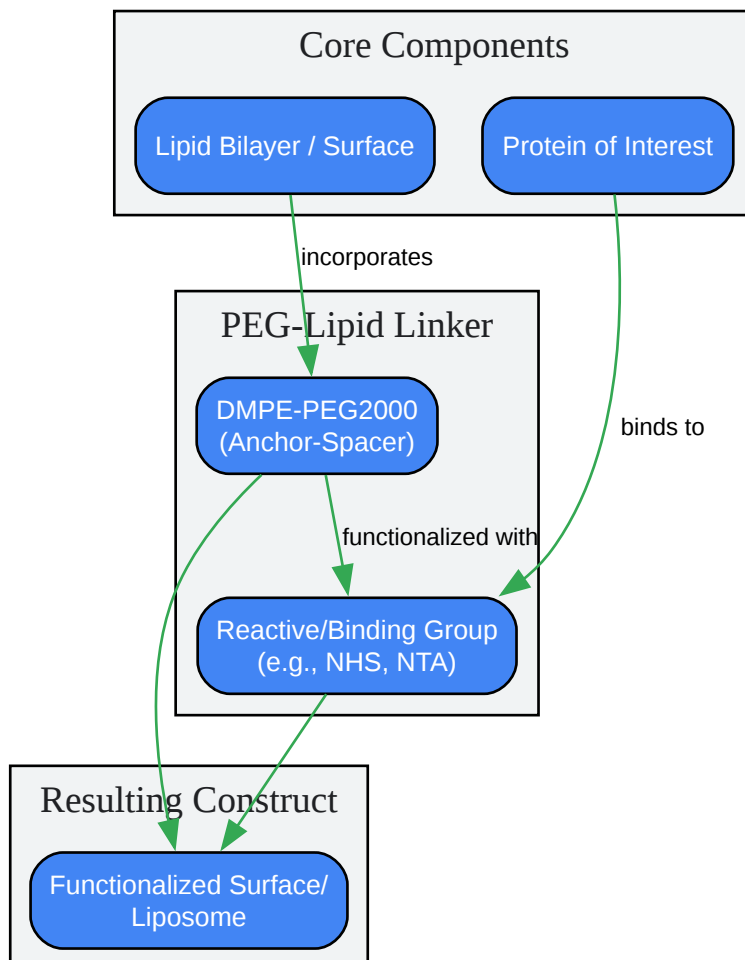 Core Components
Lipid Bilayer / Surface
Protein of Interest
incorporates
PEG-Lipid Linker
DMPE-PEG2000
(Anchor-Spacer)
binds to
functionalized with
Reactive/Binding Group
(e.g., NHS, NTA)
Resulting Construct
Functionalized Surface/
Liposome